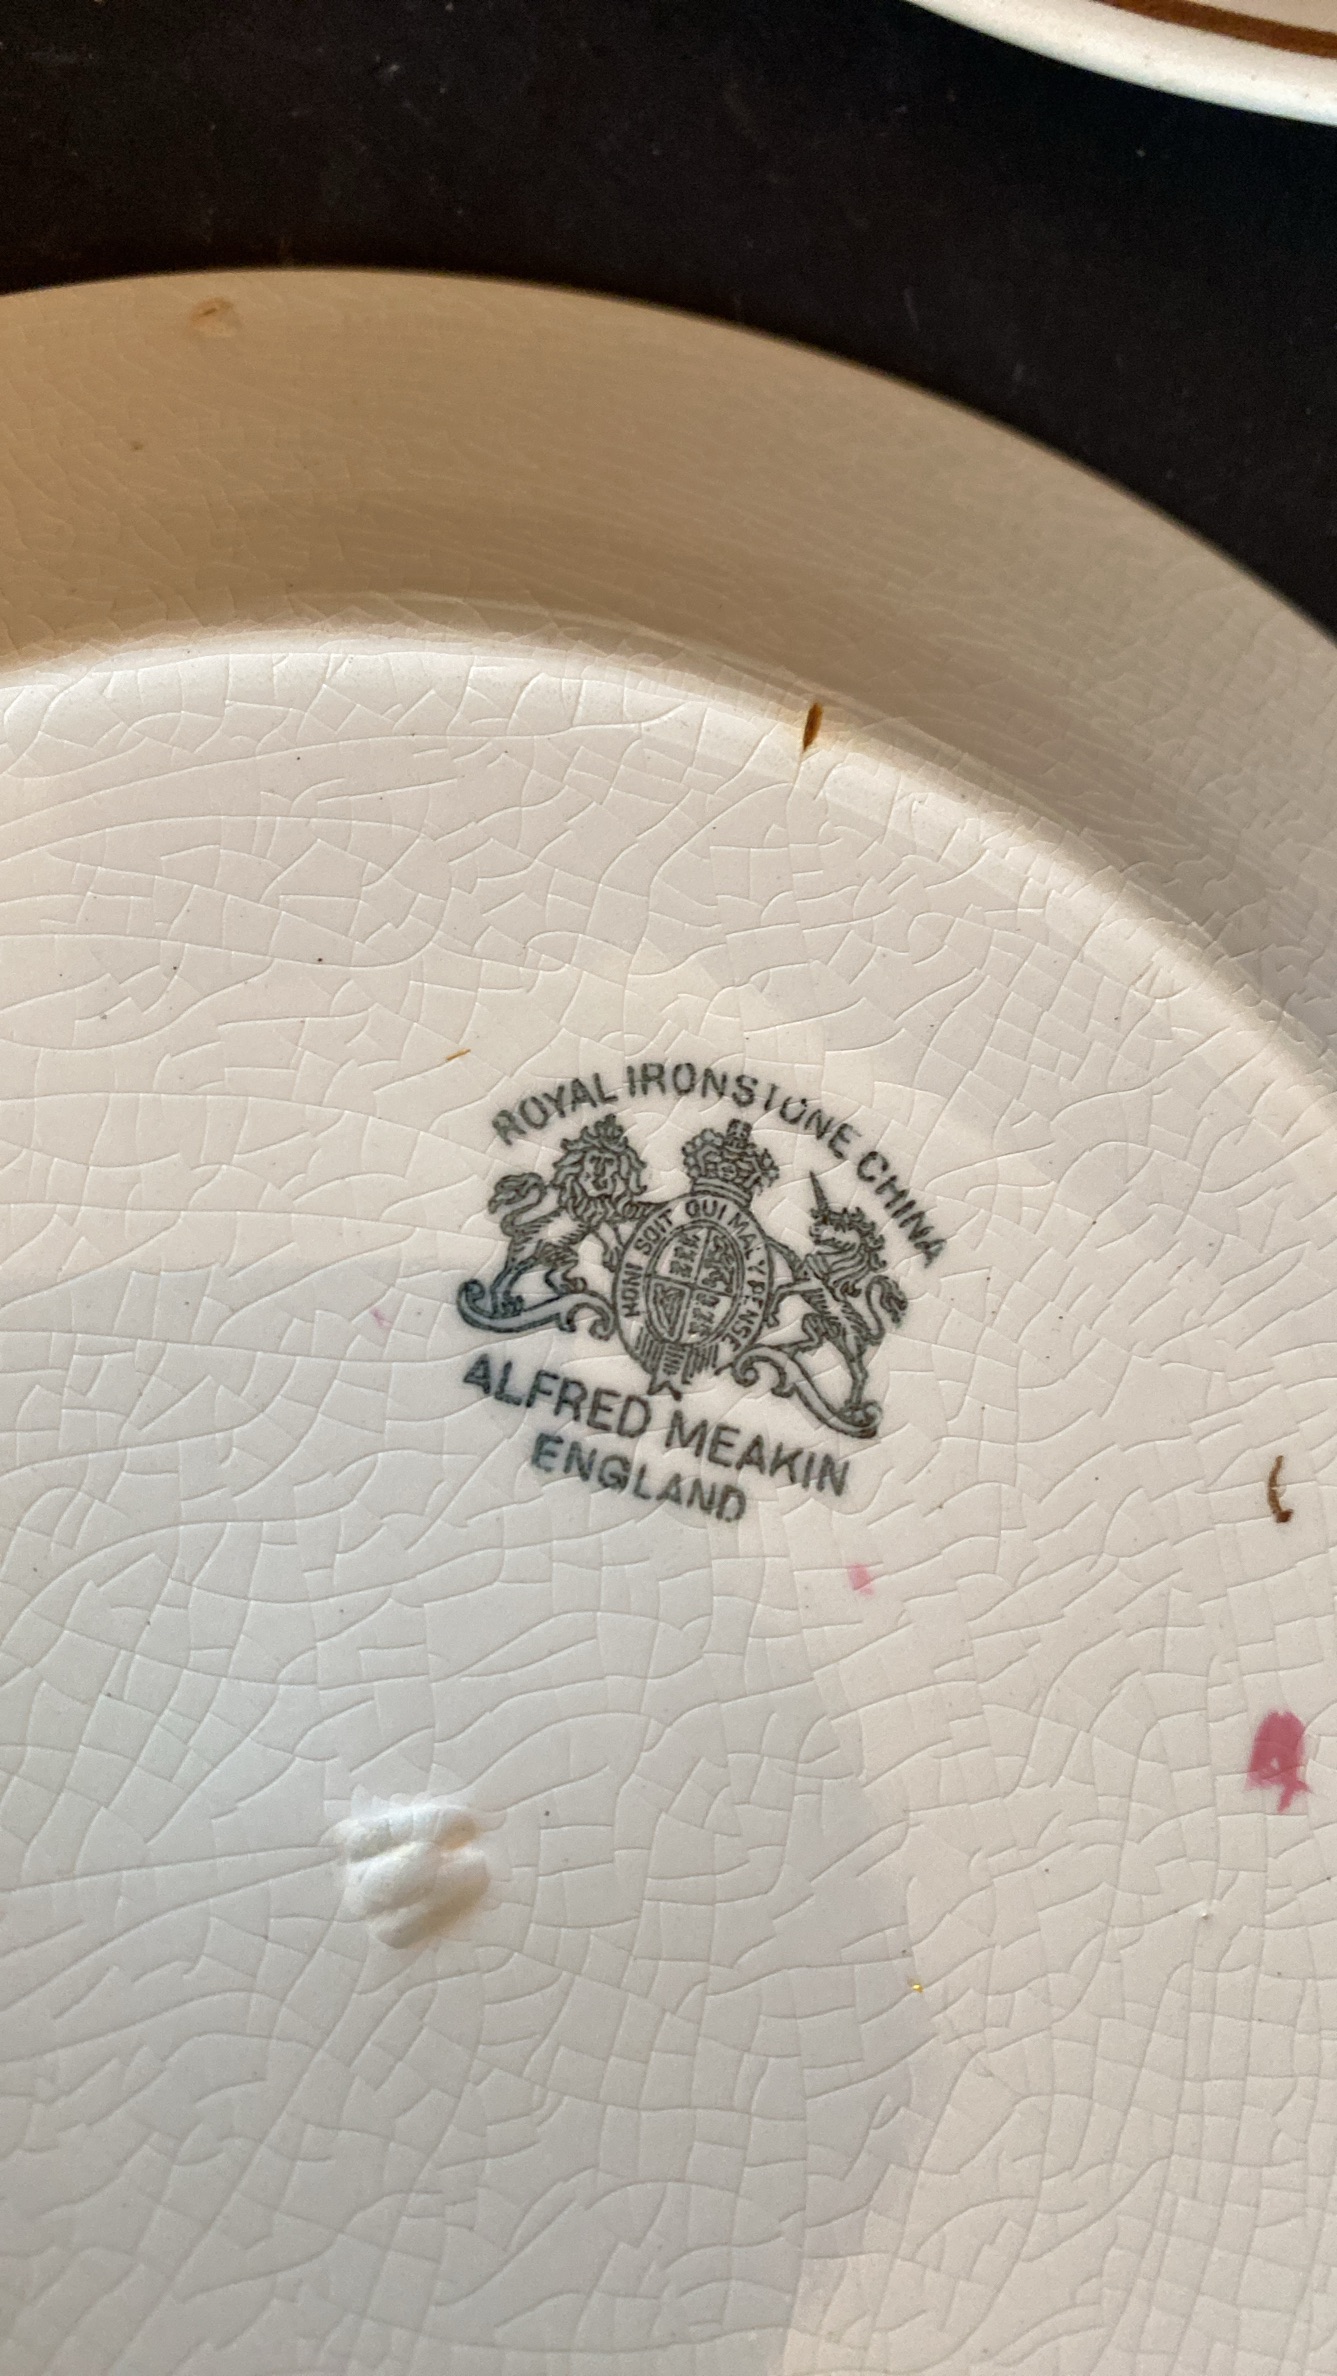 ROYAL IRONSTONE CHINA
HONI SOIT QUI MAL Y PENSE
ALFRED MEAKIN
ENGLAND